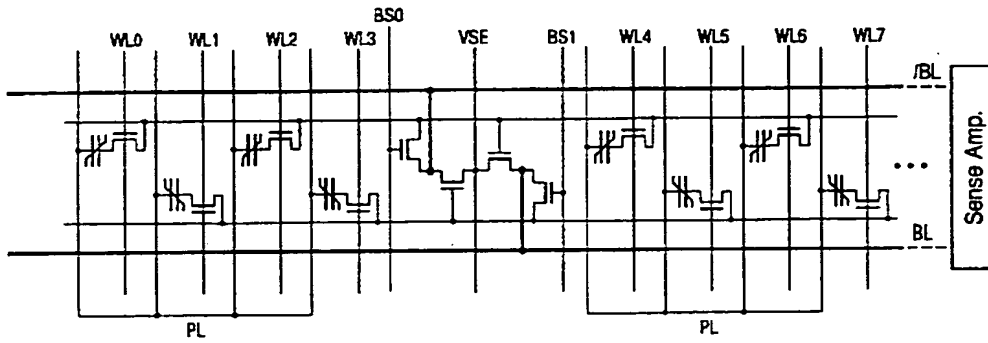 BS0
WL0 WL1 WL2 WL3 VSE BS1 WL4 WL5 WL6 WL7
/BL
BL
Sense Amp.
PL PL